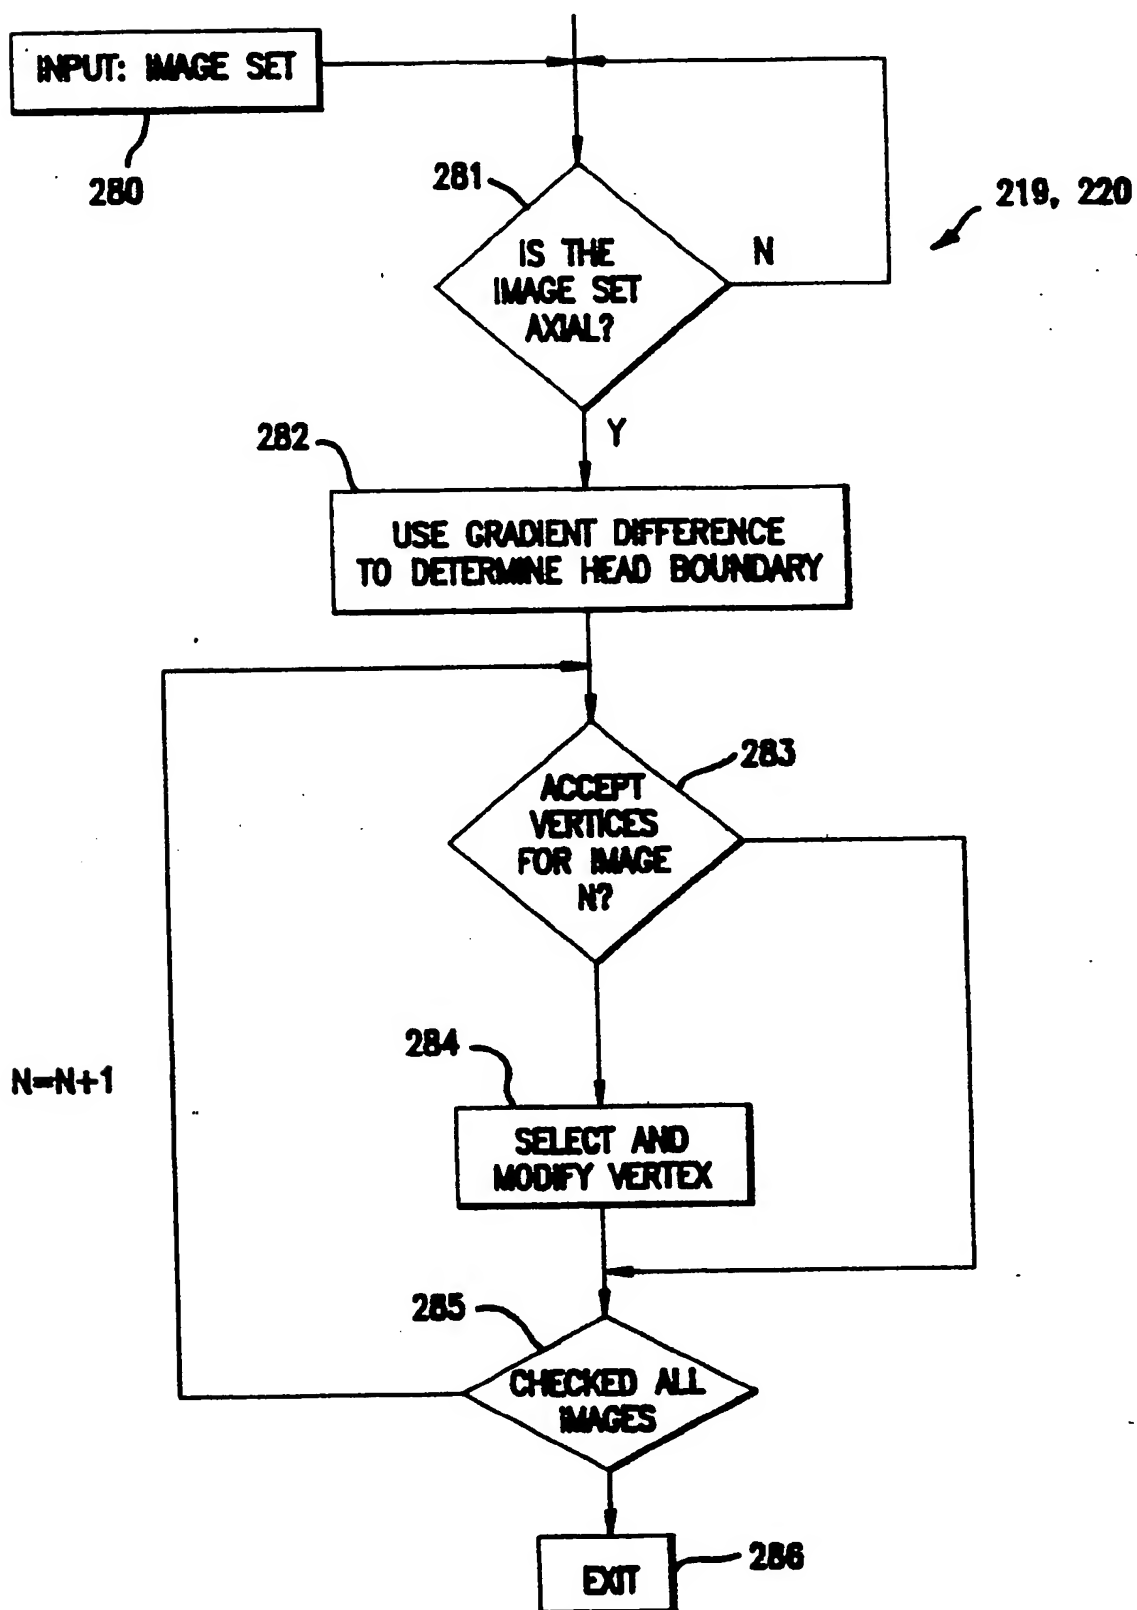 INPUT: IMAGE SET
280
281
219, 220
IS THE
IMAGE SET
AXIAL?
N
Y
282
USE GRADIENT DIFFERENCE
TO DETERMINE HEAD BOUNDARY
283
ACCEPT
VERTICES
FOR IMAGE
N?
284
N=N+1
SELECT AND
MODIFY VERTEX
285
CHECKED ALL
IMAGES
286
EXIT